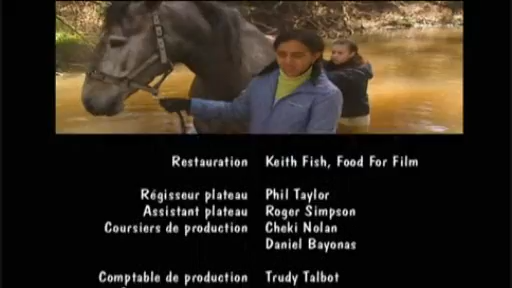 Restauration Keith Fish, Food For Film
Régisseur plateau Phil Taylor
Assistant plateau Roger Simpson
Coursiers de production Cheki Nolan
Daniel Bayonas
Comptable de production Trudy Talbot